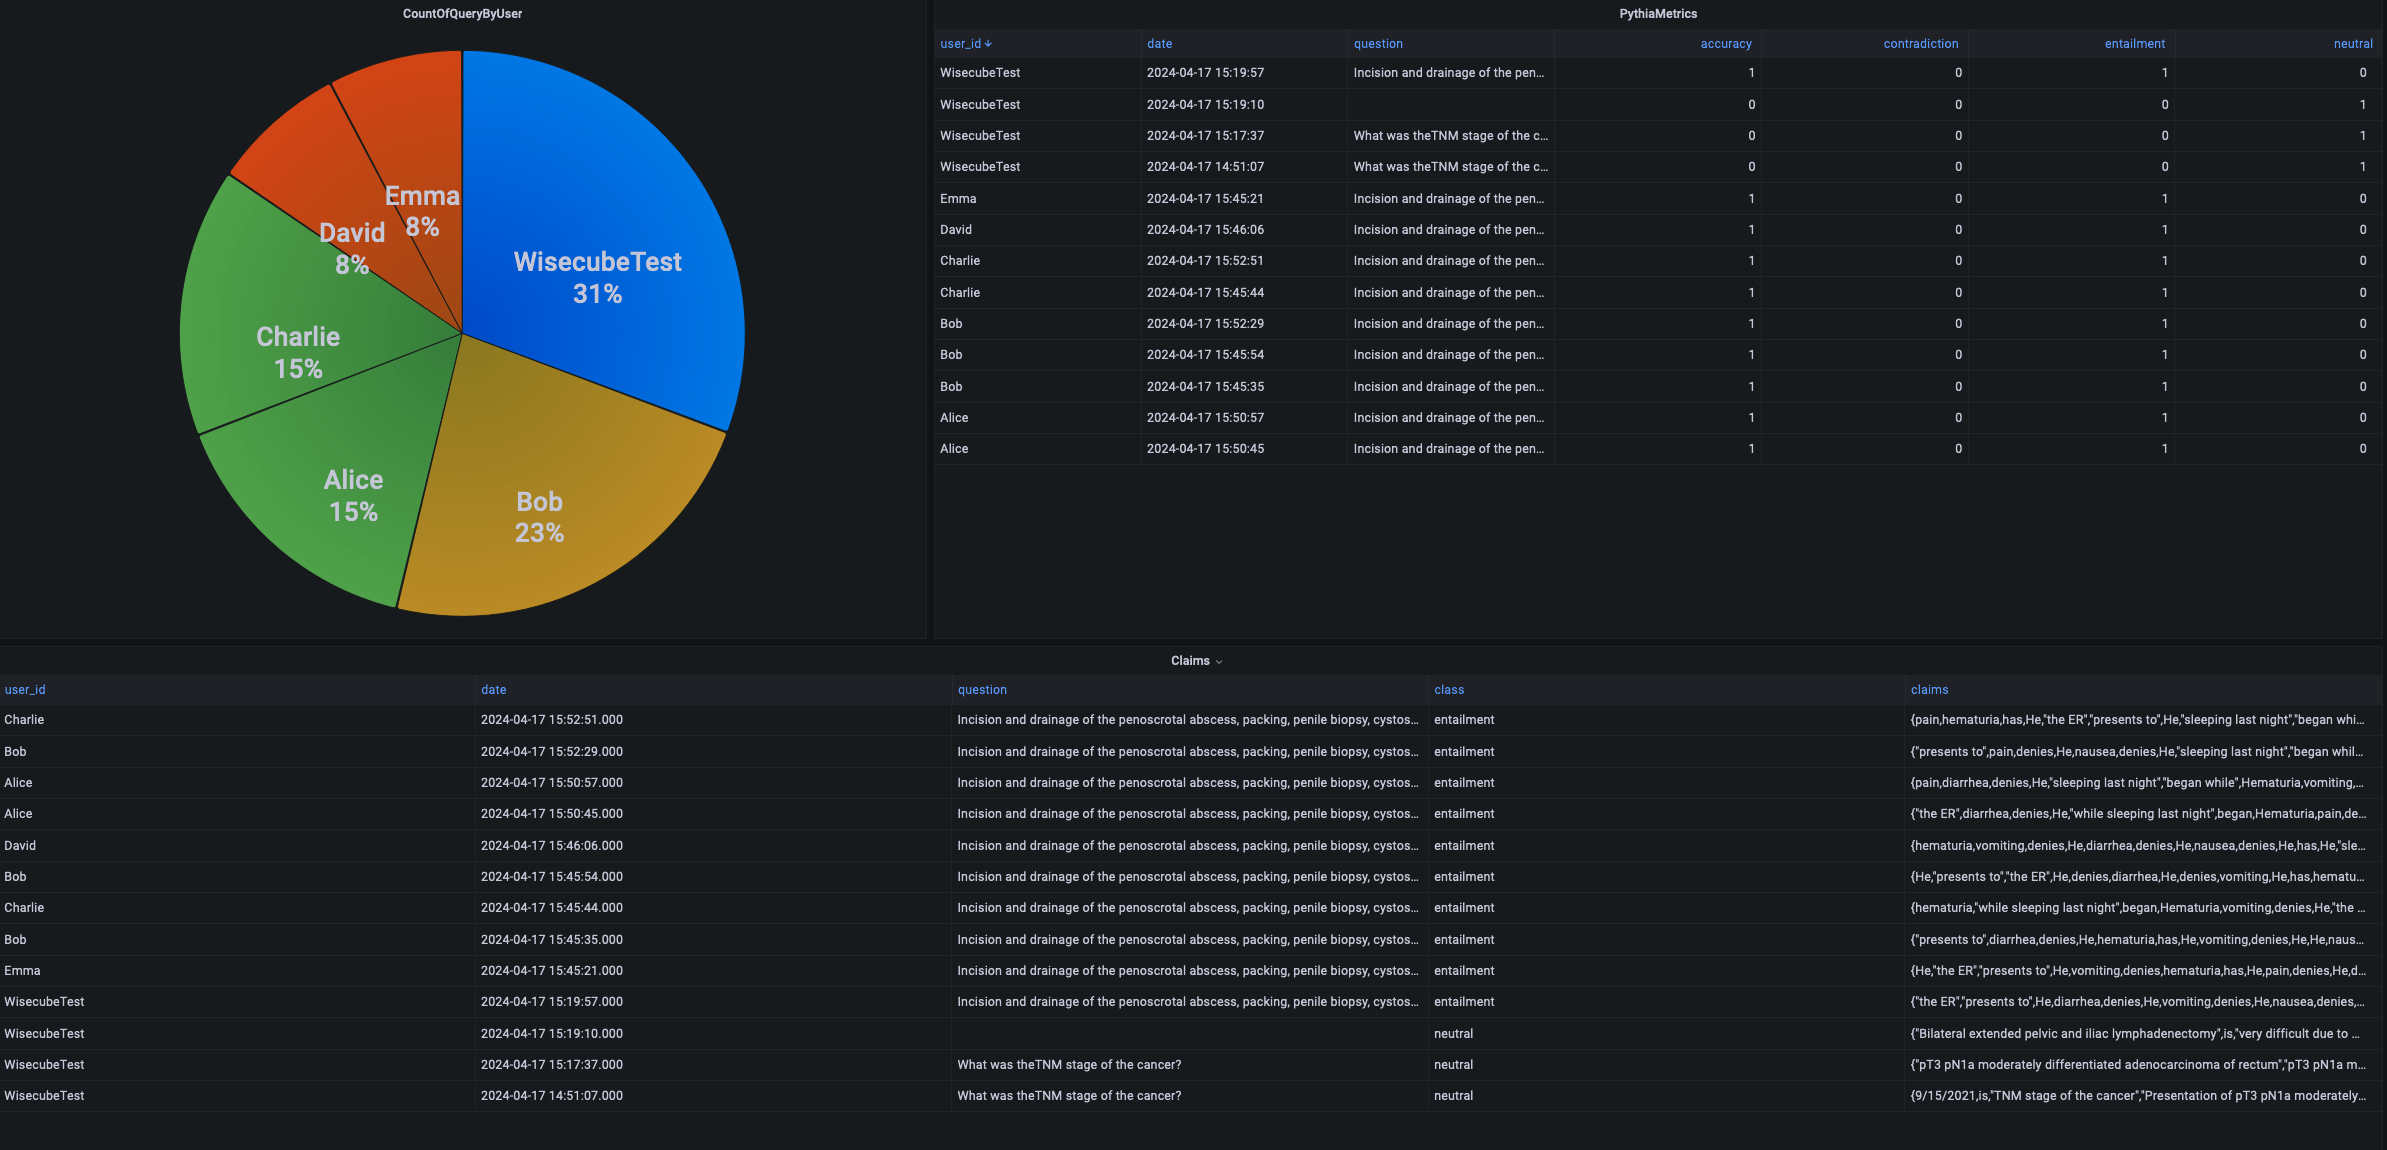 CountOfQueryByUser
WisecubeTest
31%
Bob
23%
Alice
15%
Charlie
15%
David
8%
Emma
8%
PythiaMetrics
user_id date question accuracy contradiction entailment neutral
WisecubeTest 2024-04-17 15:19:57 Incision and drainage of the pen... 1 0 1 0
WisecubeTest 2024-04-17 15:19:10 0 0 0 1
WisecubeTest 2024-04-17 15:17:37 What was theTNM stage of the c... 0 0 0 1
WisecubeTest 2024-04-17 14:51:07 What was theTNM stage of the c... 0 0 0 1
Emma 2024-04-17 15:45:21 Incision and drainage of the pen... 1 0 1 0
David 2024-04-17 15:46:06 Incision and drainage of the pen... 1 0 1 0
Charlie 2024-04-17 15:52:51 Incision and drainage of the pen... 1 0 1 0
Charlie 2024-04-17 15:45:44 Incision and drainage of the pen... 1 0 1 0
Bob 2024-04-17 15:52:29 Incision and drainage of the pen... 1 0 1 0
Bob 2024-04-17 15:45:54 Incision and drainage of the pen... 1 0 1 0
Bob 2024-04-17 15:45:35 Incision and drainage of the pen... 1 0 1 0
Alice 2024-04-17 15:50:57 Incision and drainage of the pen... 1 0 1 0
Alice 2024-04-17 15:50:45 Incision and drainage of the pen... 1 0 1 0
Claims
user_id date question class claims
Charlie 2024-04-17 15:52:51.000 Incision and drainage of the penoscrotal abscess, packing, penile biopsy, cystos... entailment {pain,hematuria,has,He,"the ER","presents to",He,"sleeping last night","began whi...
Bob 2024-04-17 15:52:29.000 Incision and drainage of the penoscrotal abscess, packing, penile biopsy, cystos... entailment {"presents to",pain,denies,He,nausea,denies,He,"sleeping last night","began whil...
Alice 2024-04-17 15:50:57.000 Incision and drainage of the penoscrotal abscess, packing, penile biopsy, cystos... entailment {pain,diarrhea,denies,He,"sleeping last night","began while",Hematuria,vomiting,...
Alice 2024-04-17 15:50:45.000 Incision and drainage of the penoscrotal abscess, packing, penile biopsy, cystos... entailment {"the ER",diarrhea,denies,He,"while sleeping last night",began,Hematuria,pain,de...
David 2024-04-17 15:46:06.000 Incision and drainage of the penoscrotal abscess, packing, penile biopsy, cystos... entailment {hematuria,vomiting,denies,He,diarrhea,denies,He,nausea,denies,He,has,He,"sle...
Bob 2024-04-17 15:45:54.000 Incision and drainage of the penoscrotal abscess, packing, penile biopsy, cystos... entailment {He,"presents to","the ER",He,denies,diarrhea,He,denies,vomiting,He,has,hematu...
Charlie 2024-04-17 15:45:44.000 Incision and drainage of the penoscrotal abscess, packing, penile biopsy, cystos... entailment {hematuria,"while sleeping last night",began,Hematuria,vomiting,denies,He,"the ...
Bob 2024-04-17 15:45:35.000 Incision and drainage of the penoscrotal abscess, packing, penile biopsy, cystos... entailment {"presents to",diarrhea,denies,He,hematuria,has,He,vomiting,denies,He,He,naus...
Emma 2024-04-17 15:45:21.000 Incision and drainage of the penoscrotal abscess, packing, penile biopsy, cystos... entailment {He,"the ER","presents to",He,vomiting,denies,hematuria,has,He,pain,denies,He,d...
WisecubeTest 2024-04-17 15:19:57.000 Incision and drainage of the penoscrotal abscess, packing, penile biopsy, cystos... entailment {"the ER","presents to",He,diarrhea,denies,He,vomiting,denies,He,nausea,denies,...
WisecubeTest 2024-04-17 15:19:10.000 neutral {"Bilateral extended pelvic and iliac lymphadenectomy",is,"very difficult due to ...
WisecubeTest 2024-04-17 15:17:37.000 What was theTNM stage of the cancer? neutral {"pT3 pN1a moderately differentiated adenocarcinoma of rectum","pT3 pN1a m...
WisecubeTest 2024-04-17 14:51:07.000 What was theTNM stage of the cancer? neutral {9/15/2021,is,"TNM stage of the cancer","Presentation of pT3 pN1a moderately...